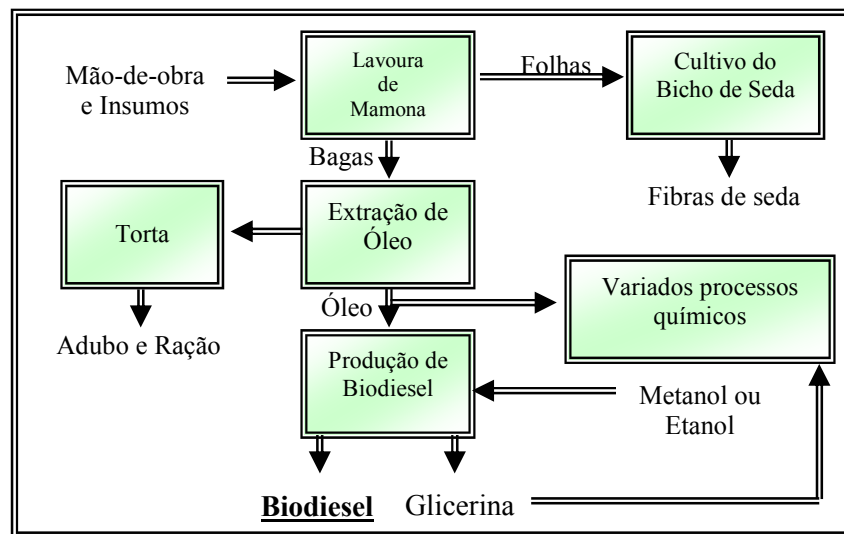 Mão-de-obra
e Insumos
Lavoura
de
Mamona
Folhas
Cultivo do
Bicho de Seda
Bagas
Fibras de seda
Torta
Extração de
Óleo
Variados processos
químicos
Óleo
Adubo e Ração
Produção de
Biodiesel
Metanol ou
Etanol
Biodiesel
Glicerina